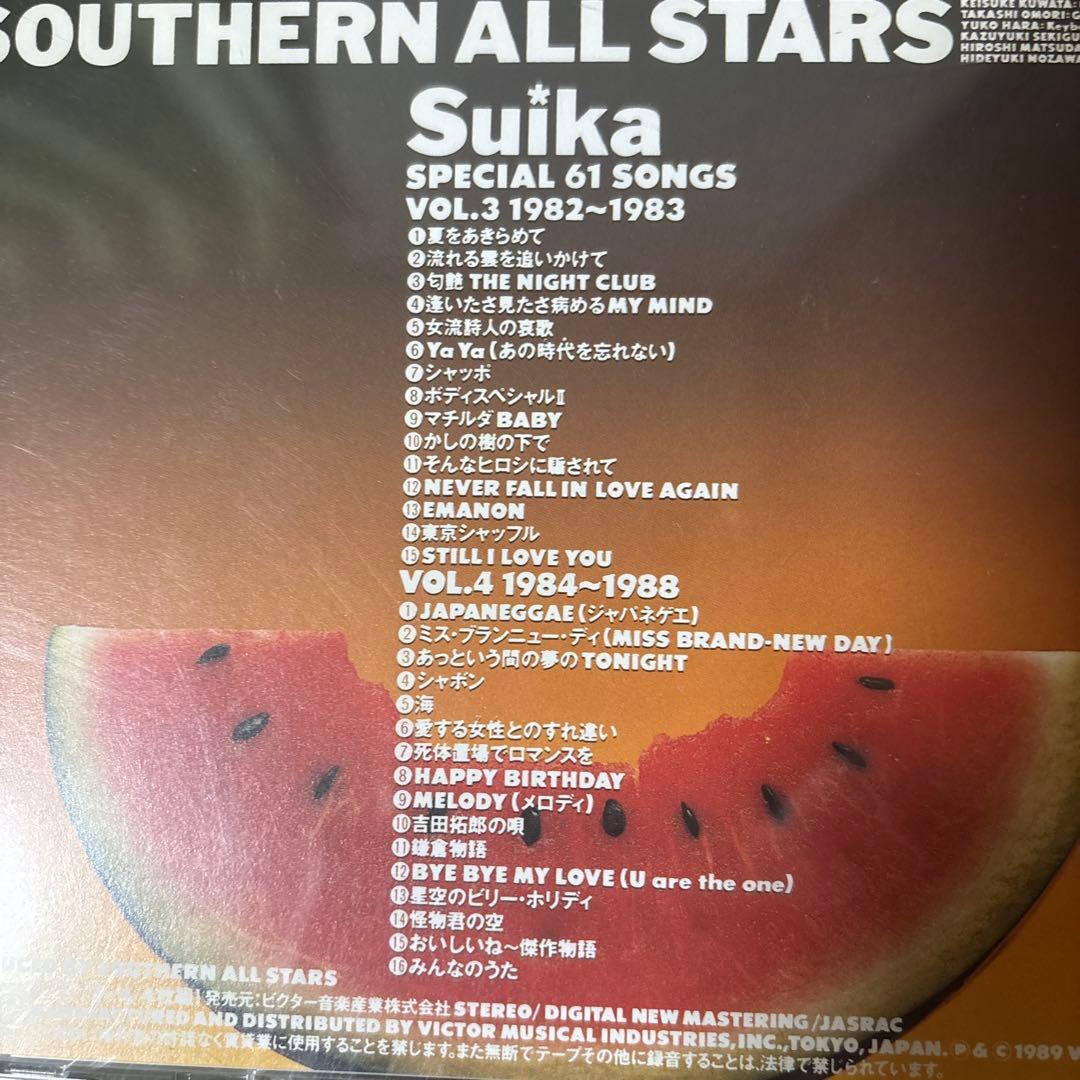 SOUTHERN ALL STARS
KEISUKE KUWATA:
TAKASHI OMORI: G
YUKO HARA: Keyb
KAZUYUKI SEKIGU
HIROSHI MATSUDA
HIDEYUKI NOZAWA
Suika
SPECIAL 61 SONGS
VOL.3 1982~1983
①夏をあきらめて
②流れる雲を追いかけて
③匂艶 THE NIGHT CLUB
④逢いたさ見たさ病めるMY MIND
⑤女流詩人の哀歌
⑥Ya Ya(あの時代を忘れない)
⑦シャッポ
⑧ボディスペシャルⅡ
⑨マチルダBABY
⑩かしの樹の下で
⑪そんなヒロシに騙されて
⑫NEVER FALL IN LOVE AGAIN
⑬EMANON
⑭東京シャッフル
⑮STILL I LOVE YOU
VOL.4 1984~1988
①JAPANEGGAE(ジャパネゲエ)
②ミス・ブランニュー・デイ(MISS BRAND-NEW DAY)
③あっという間の夢のTONIGHT
④シャボン
⑤海
⑥愛する女性とのすれ違い
⑦死体置場でロマンスを
⑧HAPPY BIRTHDAY
⑨MELODY(メロディ)
⑩吉田拓郎の唄
⑪鎌倉物語
⑫BYE BYE MY LOVE(U are the one)
⑬星空のビリー・ホリデイ
⑭怪物君の空
⑮おいしいね~傑作物語
⑯みんなのうた
SOUTHERN ALL STARS
発売元:ビクター音楽産業株式会社 STEREO/DIGITAL NEW MASTERING/JASRAC
AND DISTRIBUTED BY VICTOR MUSICAL INDUSTRIES, INC., TOKYO, JAPAN. Ⓟ & © 1989 V
なく賃貸業に使用することを禁じます。また無断でテープその他に録音することは、法律で禁じられています。